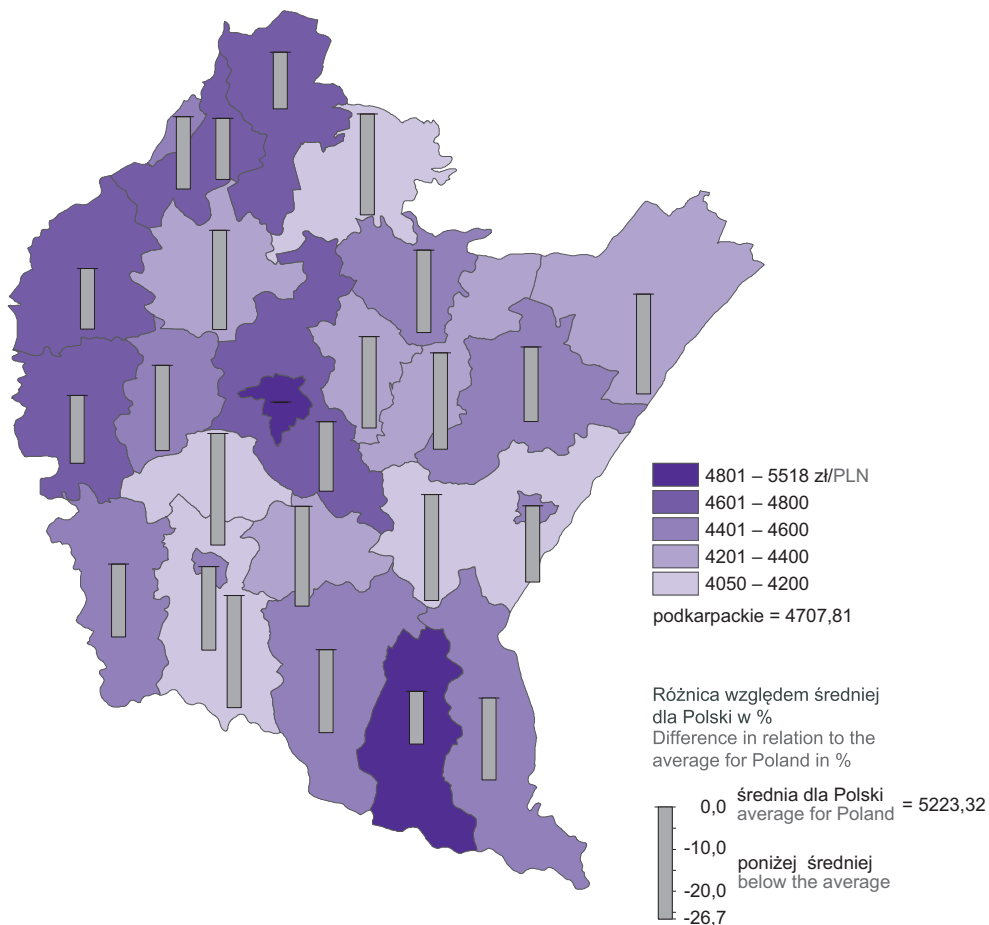 4801 – 5518 zł/PLN
4601 – 4800
4401 – 4600
4201 – 4400
4050 – 4200
podkarpackie = 4707,81
Różnica względem średniej
dla Polski w %
Difference in relation to the
average for Poland in %
0,0
średnia dla Polski
average for Poland
= 5223,32
-10,0
poniżej średniej
below the average
-20,0
-26,7